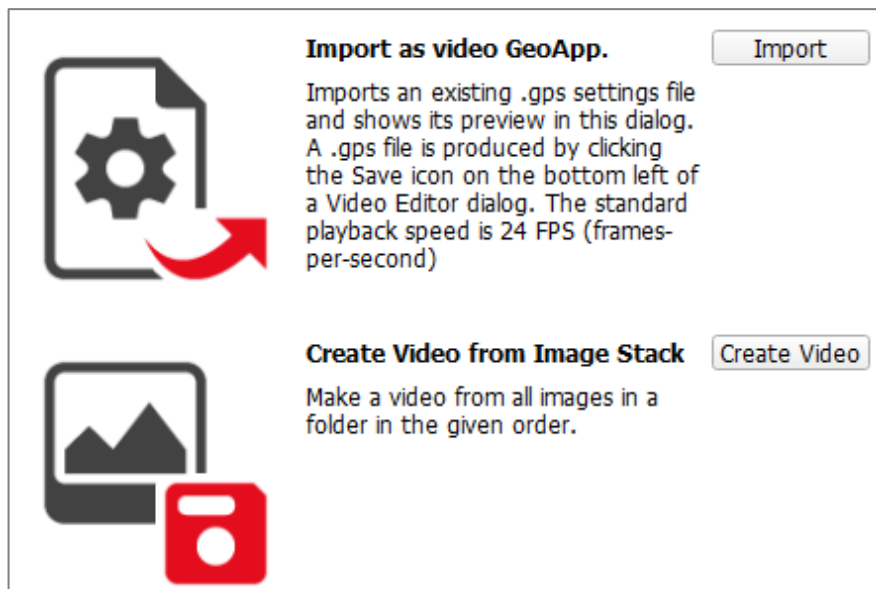 Import as video GeoApp.
Import
Imports an existing .gps settings file
and shows its preview in this dialog.
A .gps file is produced by clicking
the Save icon on the bottom left of
a Video Editor dialog. The standard
playback speed is 24 FPS (frames-
per-second)
Create Video from Image Stack
Create Video
Make a video from all images in a
folder in the given order.